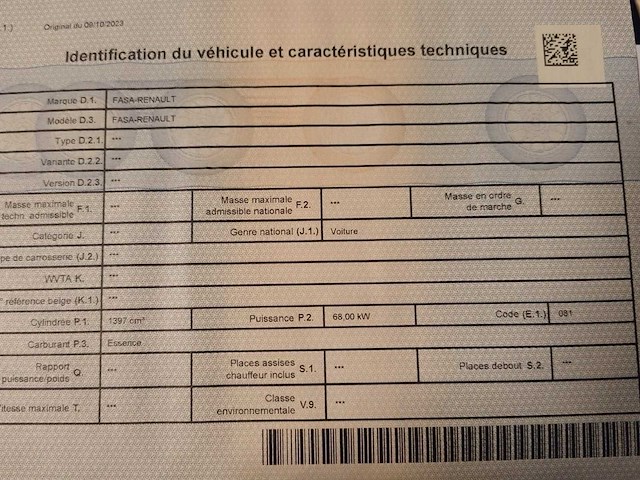 .1.) Original du 09/10/2023
Identification du véhicule et caractéristiques techniques
Marque D.1. FASA-RENAULT
Modèle D.3. FASA-RENAULT
Type D.2.1. ***
Variante D.2.2. ***
Version D.2.3. ***
Masse maximale techn. admissible F.1. *** Masse maximale admissible nationale F.2. *** Masse en ordre de marche G. ***
Catégorie J. *** Genre national (J.1.) Voiture
pe de carrosserie (J.2.) ***
WVTA K. ***
° référence belge (K.1.) ***
Cylindrée P.1. 1397 cm³ Puissance P.2. 68,00 kW Code (E.1.) 081
Carburant P.3. Essence
Rapport puissance/poids Q. *** Places assises chauffeur inclus S.1. *** Places debout S.2. ***
itesse maximale T. *** Classe environnementale V.9. ***